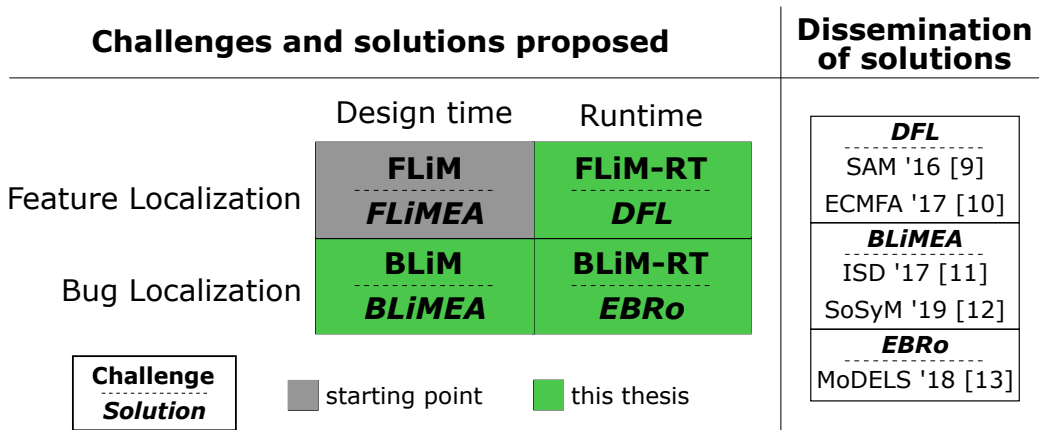 Challenges and solutions proposed
Dissemination
of solutions
Design time
Runtime
Feature Localization
FLiM
FLiMEA
FLiM-RT
DFL
Bug Localization
BLiM
BLiMEA
BLiM-RT
EBRo
Challenge
Solution
starting point
this thesis
DFL
SAM '16 [9]
ECMFA '17 [10]
BLiMEA
ISD '17 [11]
SoSyM '19 [12]
EBRo
MoDELS '18 [13]